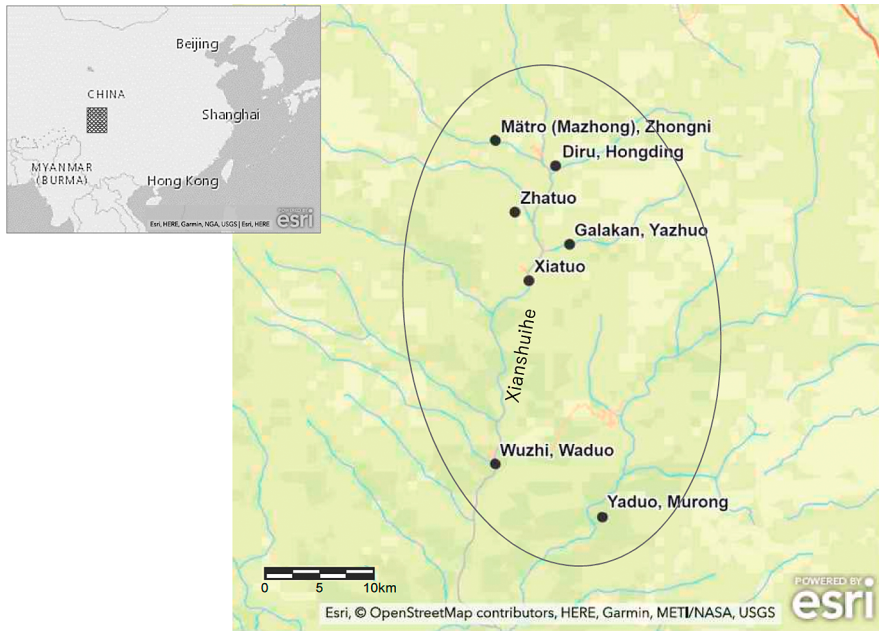 Beijing
CHINA
Shanghai
MYANMAR
(BURMA)
Hong Kong
Esri, HERE, Garmin, NGA, USGS | Esri, HERE
POWERED BY
esri
Mätro (Mazhong), Zhongni
Diru, Hongding
Zhatuo
Galakan, Yazhuo
Xiatuo
Xianshuihe
Wuzhi, Waduo
Yaduo, Murong
0 5 10km
Esri, © OpenStreetMap contributors, HERE, Garmin, METI/NASA, USGS
POWERED BY
esri